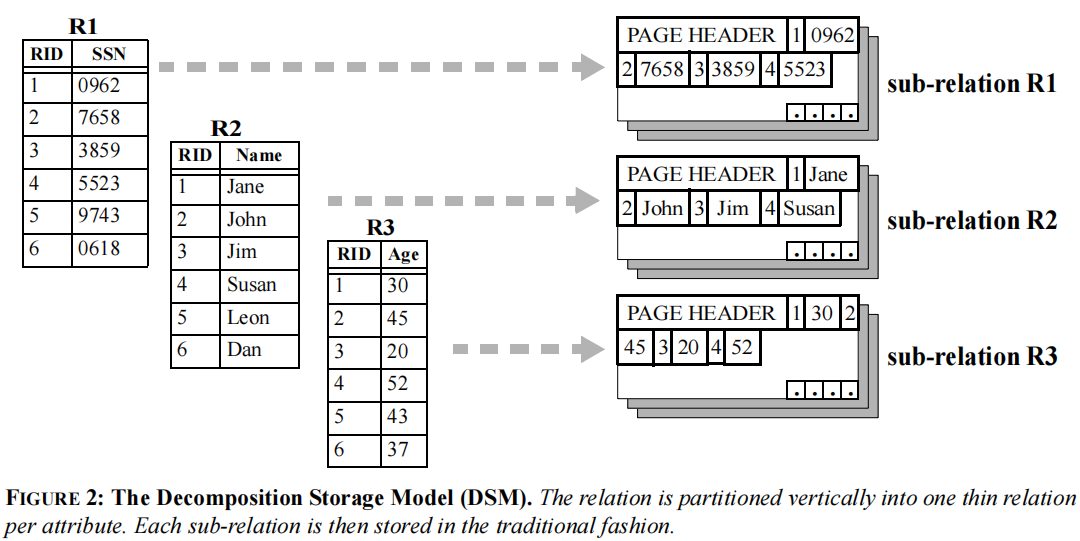 R1
RID SSN
1 0962
2 7658
3 3859
4 5523
5 9743
6 0618
R2
RID Name
1 Jane
2 John
3 Jim
4 Susan
5 Leon
6 Dan
R3
RID Age
1 30
2 45
3 20
4 52
5 43
6 37
PAGE HEADER 1 0962
2 7658 3 3859 4 5523
. . . .
sub-relation R1
PAGE HEADER 1 Jane
2 John 3 Jim 4 Susan
. . . .
sub-relation R2
PAGE HEADER 1 30 2
45 3 20 4 52
. . . .
sub-relation R3
FIGURE 2: The Decomposition Storage Model (DSM). The relation is partitioned vertically into one thin relation
per attribute. Each sub-relation is then stored in the traditional fashion.